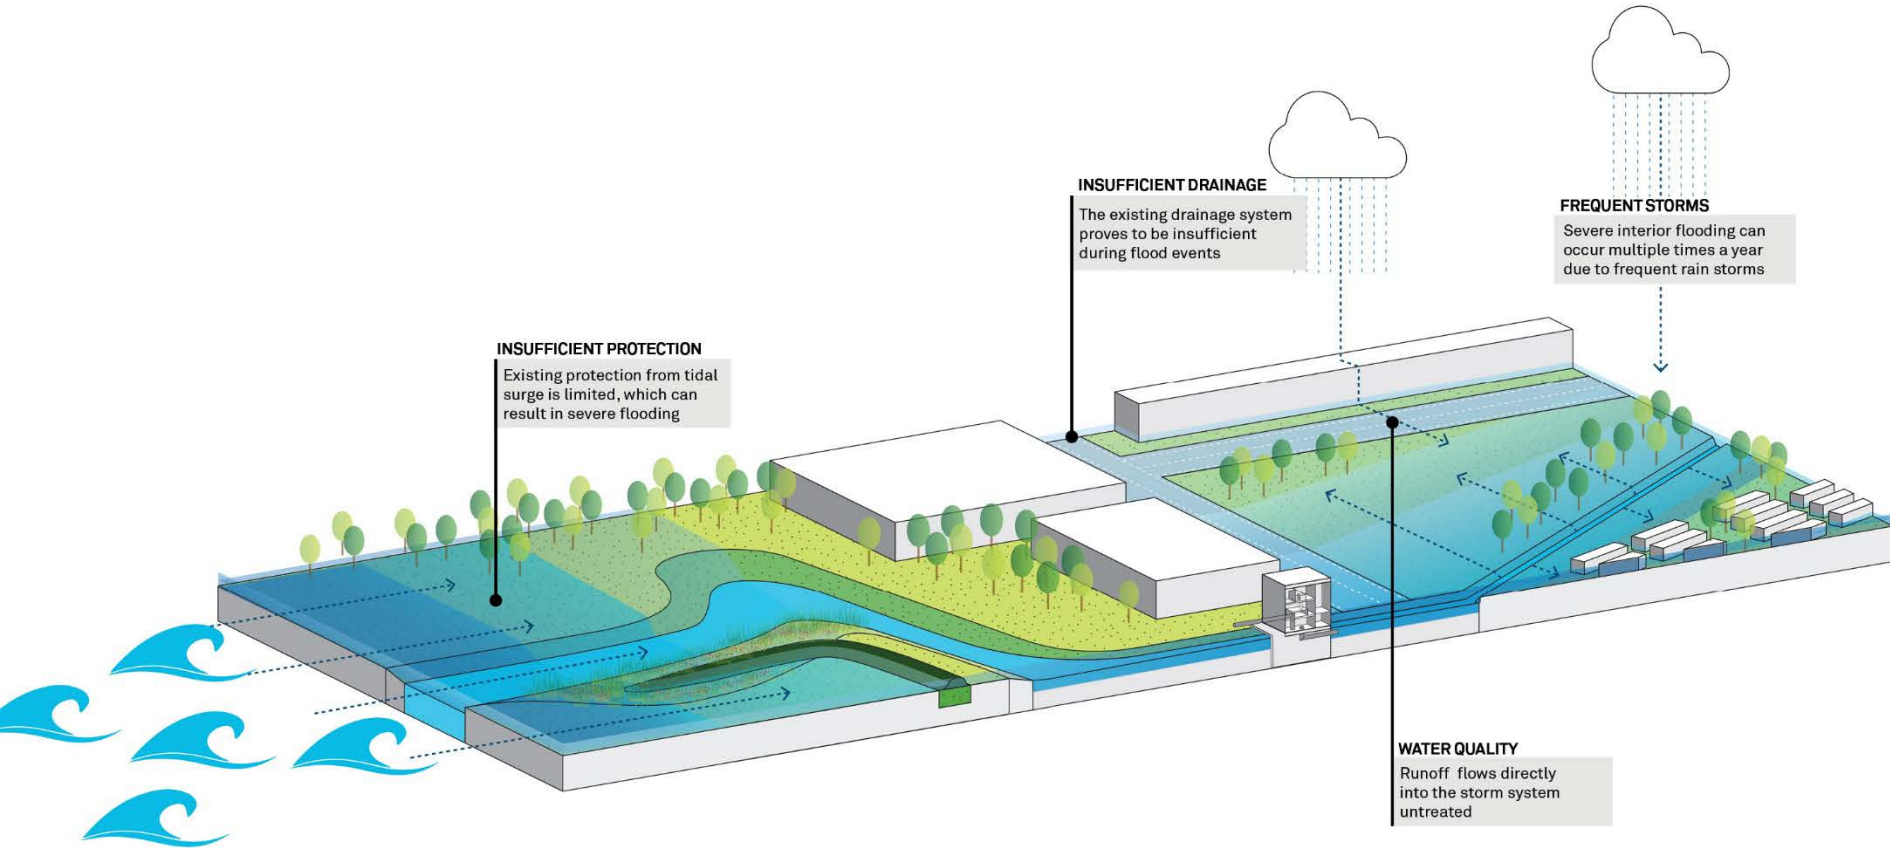 INSUFFICIENT DRAINAGE
The existing drainage system
proves to be insufficient
during flood events
FREQUENT STORMS
Severe interior flooding can
occur multiple times a year
due to frequent rain storms
INSUFFICIENT PROTECTION
Existing protection from tidal
surge is limited, which can
result in severe flooding
WATER QUALITY
Runoff flows directly
into the storm system
untreated